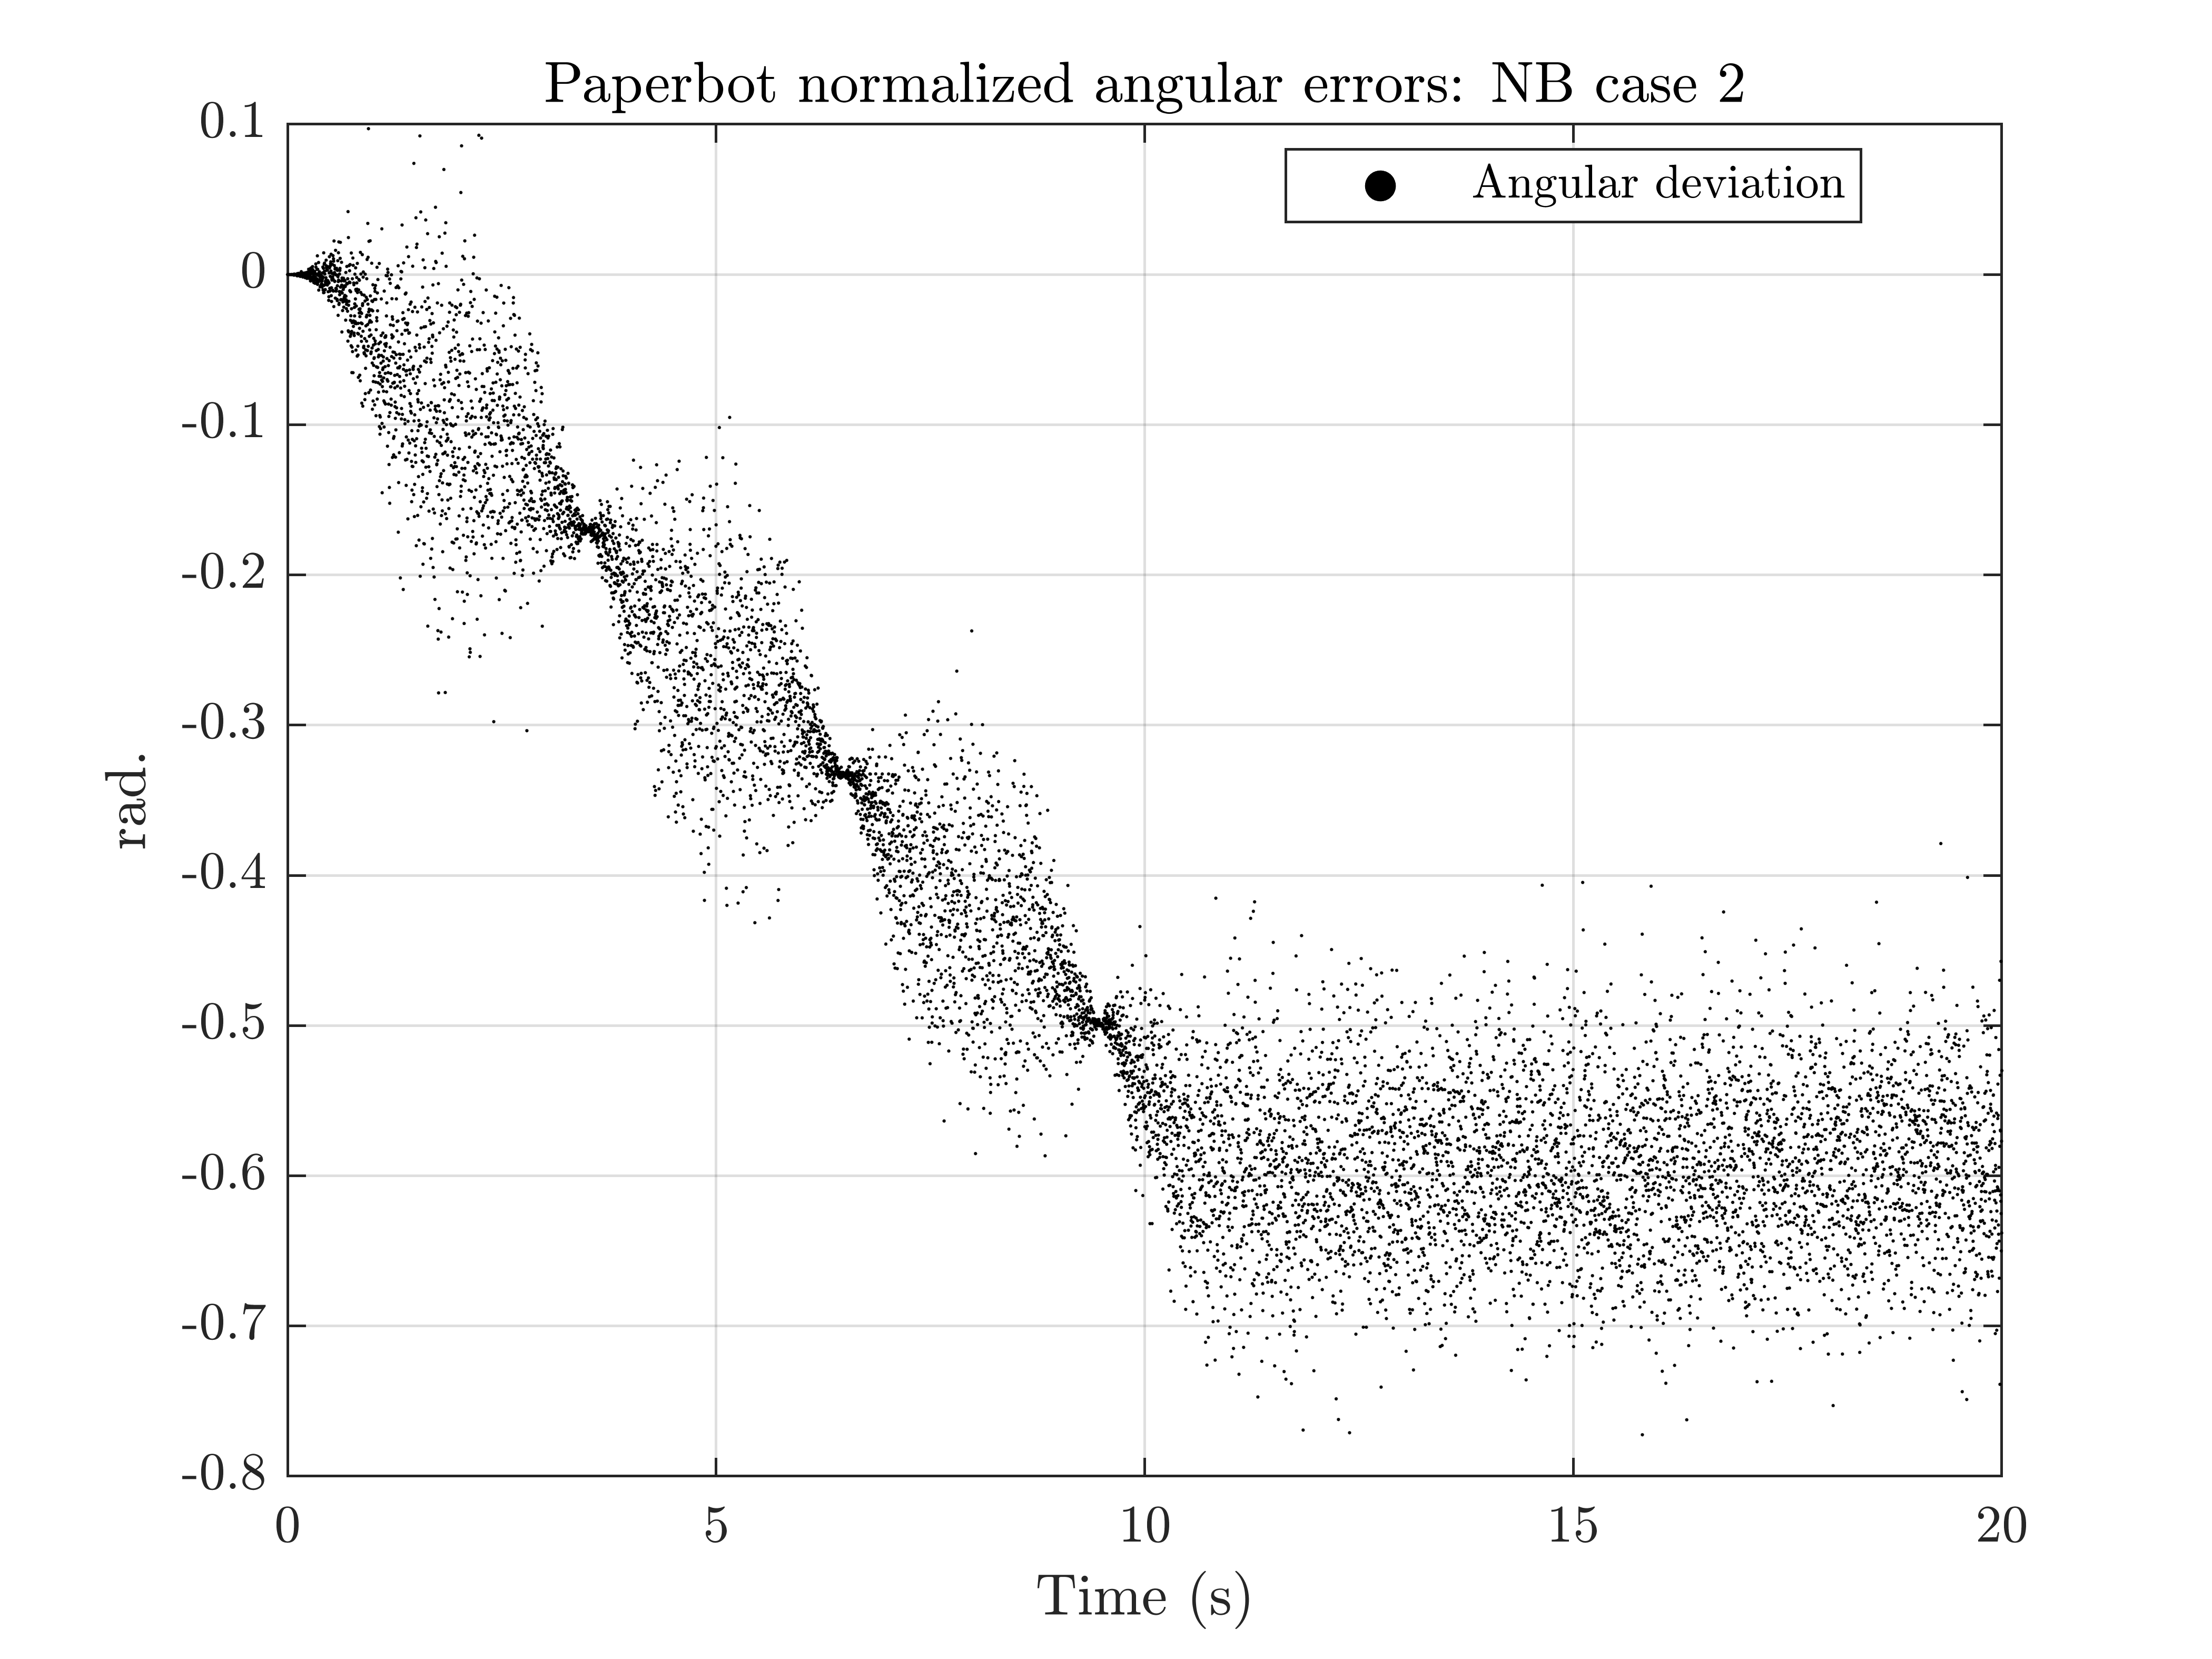 Paperbot normalized angular errors: NB case 2
Angular deviation
0.1
0
-0.1
-0.2
-0.3
-0.4
-0.5
-0.6
-0.7
-0.8
rad.
0 5 10 15 20
Time (s)